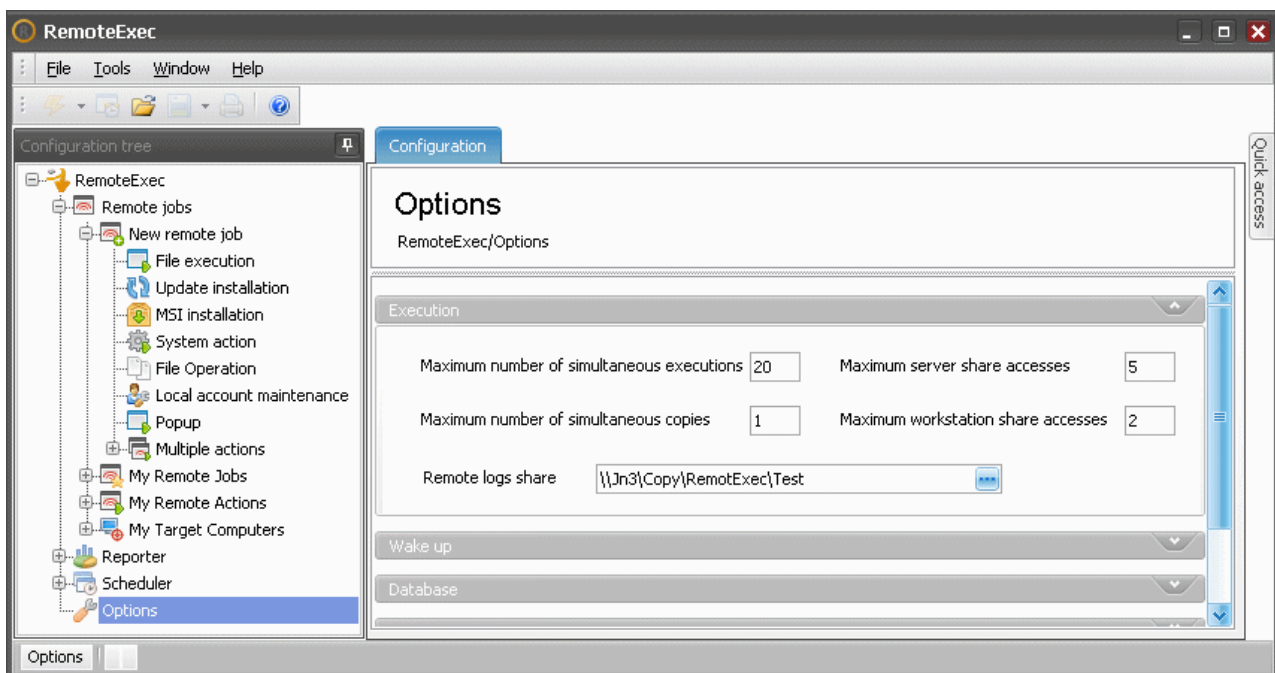 RemoteExec
File Tools Window Help
Configuration tree
RemoteExec
Remote jobs
New remote job
File execution
Update installation
MSI installation
System action
File Operation
Local account maintenance
Popup
Multiple actions
My Remote Jobs
My Remote Actions
My Target Computers
Reporter
Scheduler
Options
Configuration
Options
RemoteExec/Options
Execution
Maximum number of simultaneous executions 20 Maximum server share accesses 5
Maximum number of simultaneous copies 1 Maximum workstation share accesses 2
Remote logs share \\Jn3\Copy\RemotExec\Test
Wake up
Database
Quick access
Options